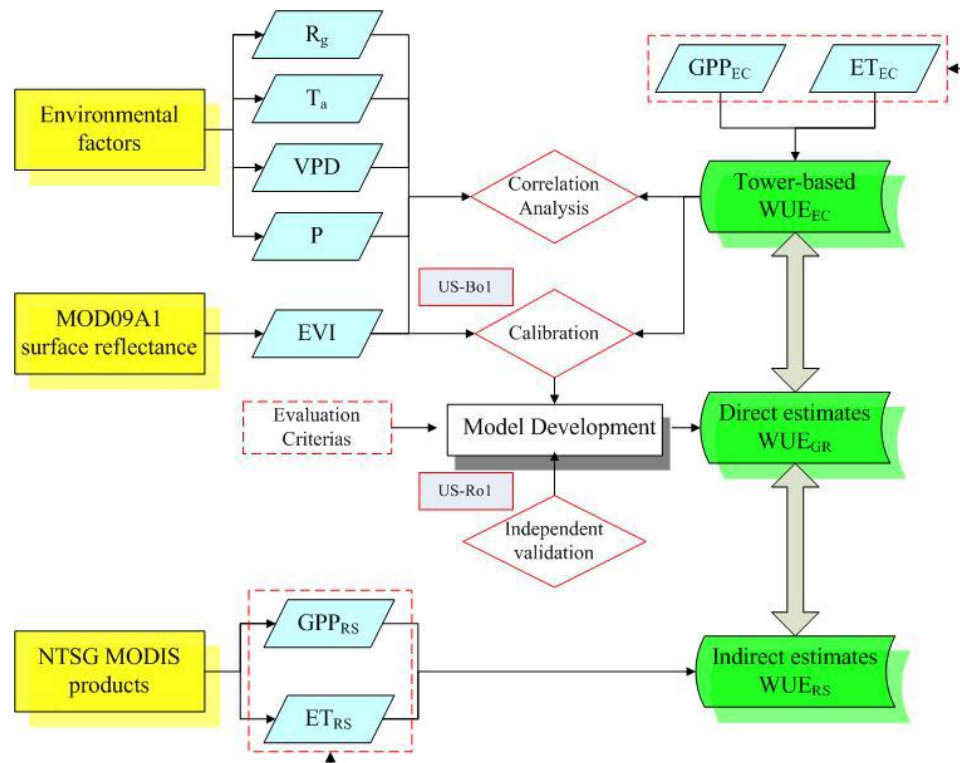 Environmental
factors
Rg
Ta
VPD
P
GPPEC
ETEC
Correlation
Analysis
Tower-based
WUEEC
MOD09A1
surface reflectance
EVI
US-Bo1
Calibration
Evaluation
Criterias
Model Development
Direct estimates
WUEGR
US-Ro1
Independent
validation
NTSG MODIS
products
GPPRS
ETRS
Indirect estimates
WUERS